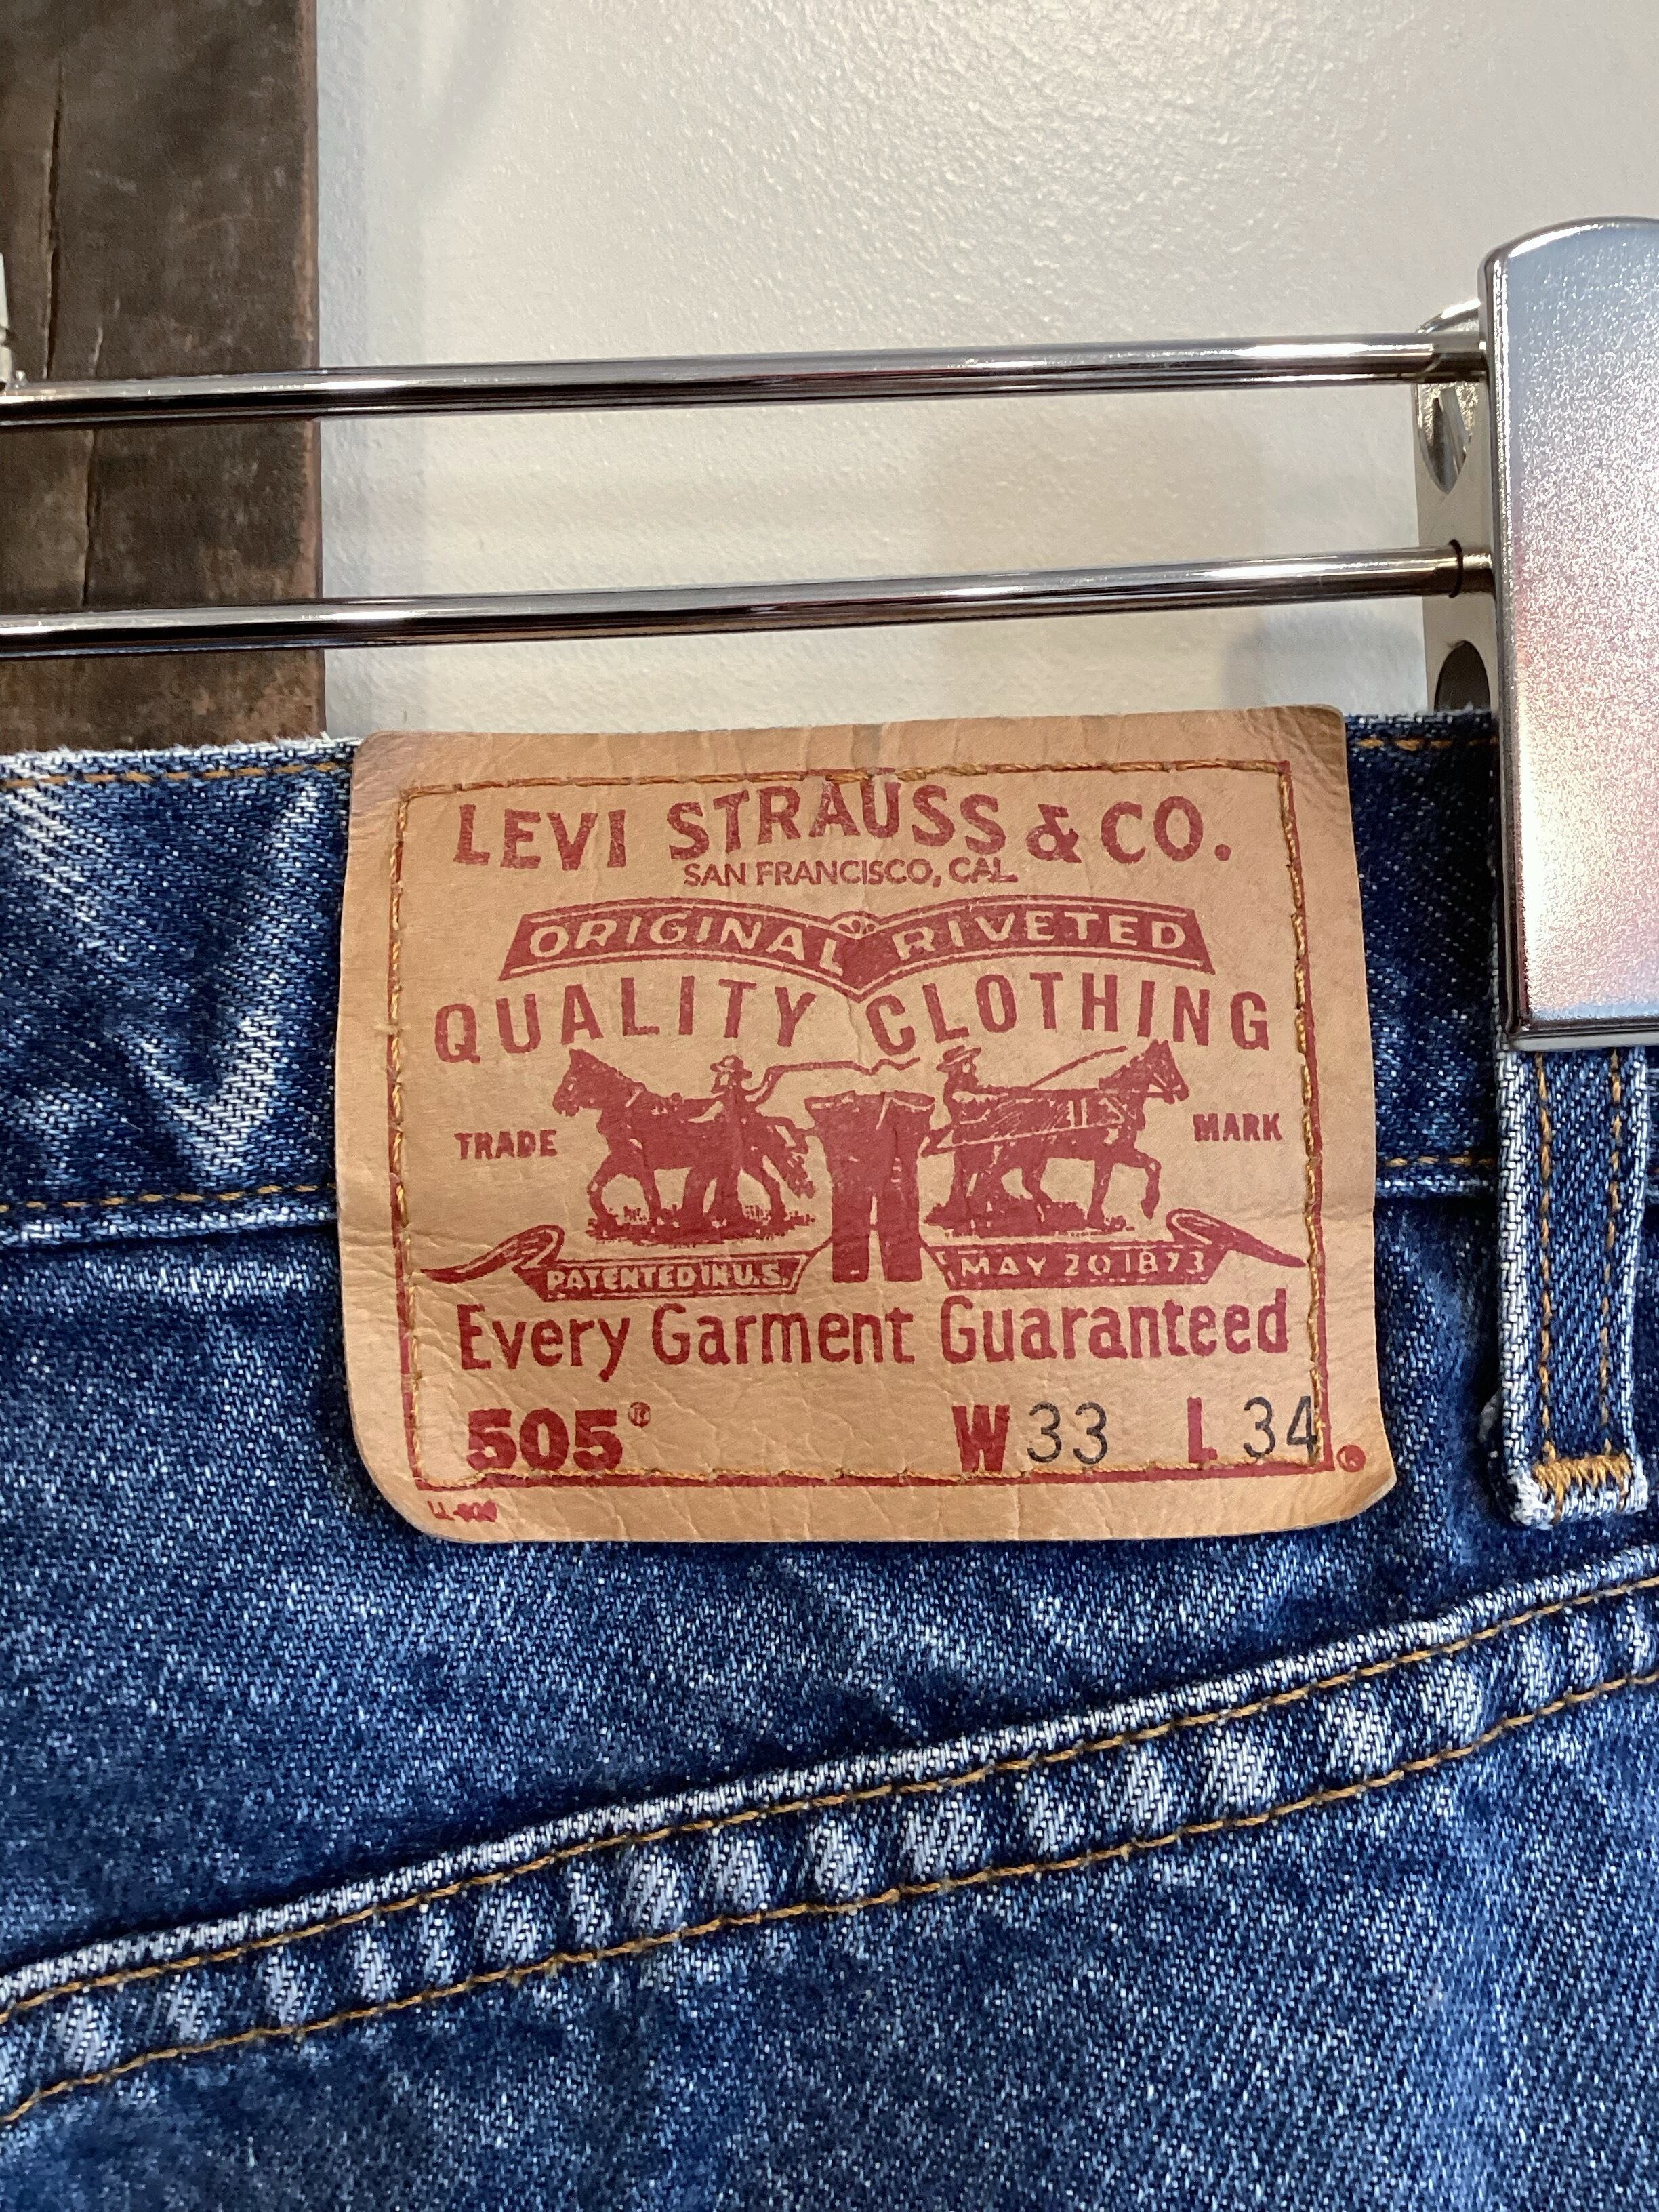 LEVI STRAUSS & CO.
SAN FRANCISCO, CAL.
ORIGINAL RIVETED
QUALITY CLOTHING
TRADE MARK
PATENTED IN U.S. MAY 20 1873
Every Garment Guaranteed
505® W 33 L 34
®